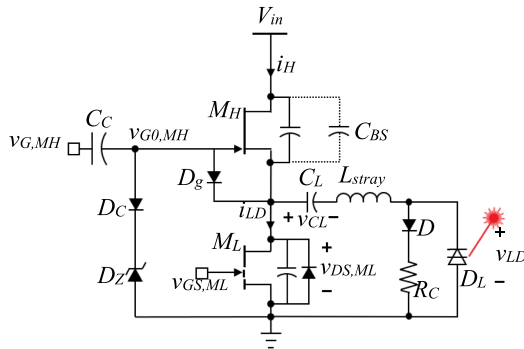 V_in
i_H
M_H
C_C
C_BS
v_G,MH
v_G0,MH
D_g
C_L
L_stray
i_LD
+ v_CL −
D_C
M_L
D
+
v_LD
−
+
v_DS,ML
−
D_Z
v_GS,ML
R_C
D_L